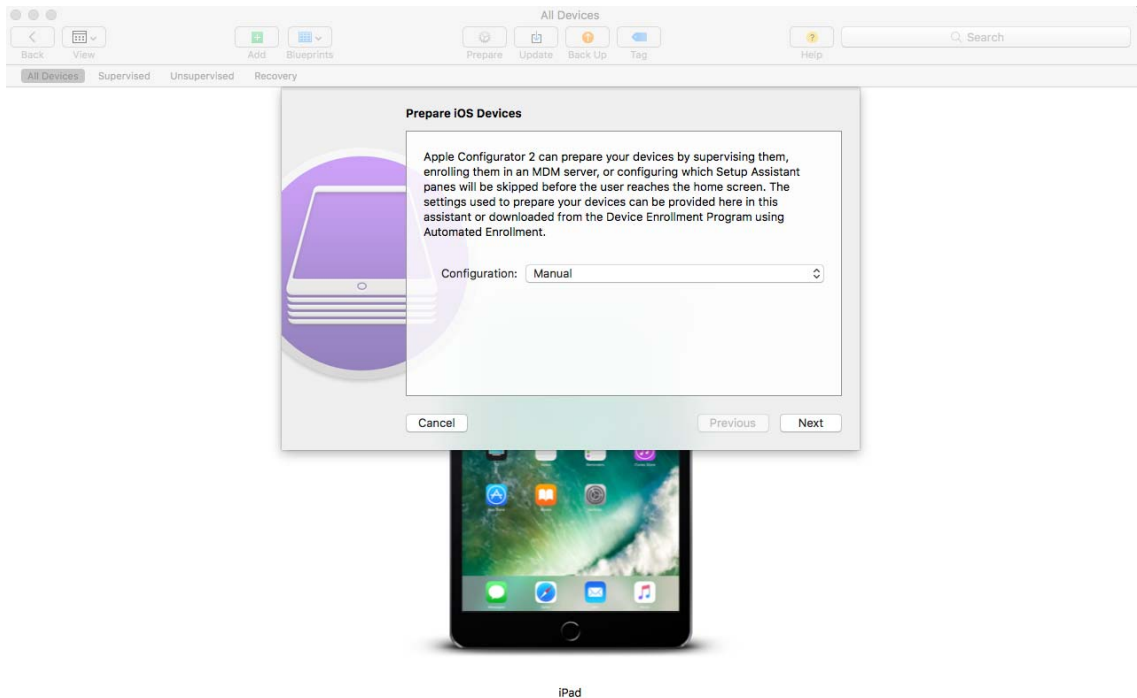 All Devices
Back
View
Add
Blueprints
Prepare
Update
Back Up
Tag
Help
Search
All Devices
Supervised
Unsupervised
Recovery
Prepare iOS Devices
Apple Configurator 2 can prepare your devices by supervising them,
enrolling them in an MDM server, or configuring which Setup Assistant
panes will be skipped before the user reaches the home screen. The
settings used to prepare your devices can be provided here in this
assistant or downloaded from the Device Enrollment Program using
Automated Enrollment.
Configuration: Manual
Cancel
Previous
Next
iPad